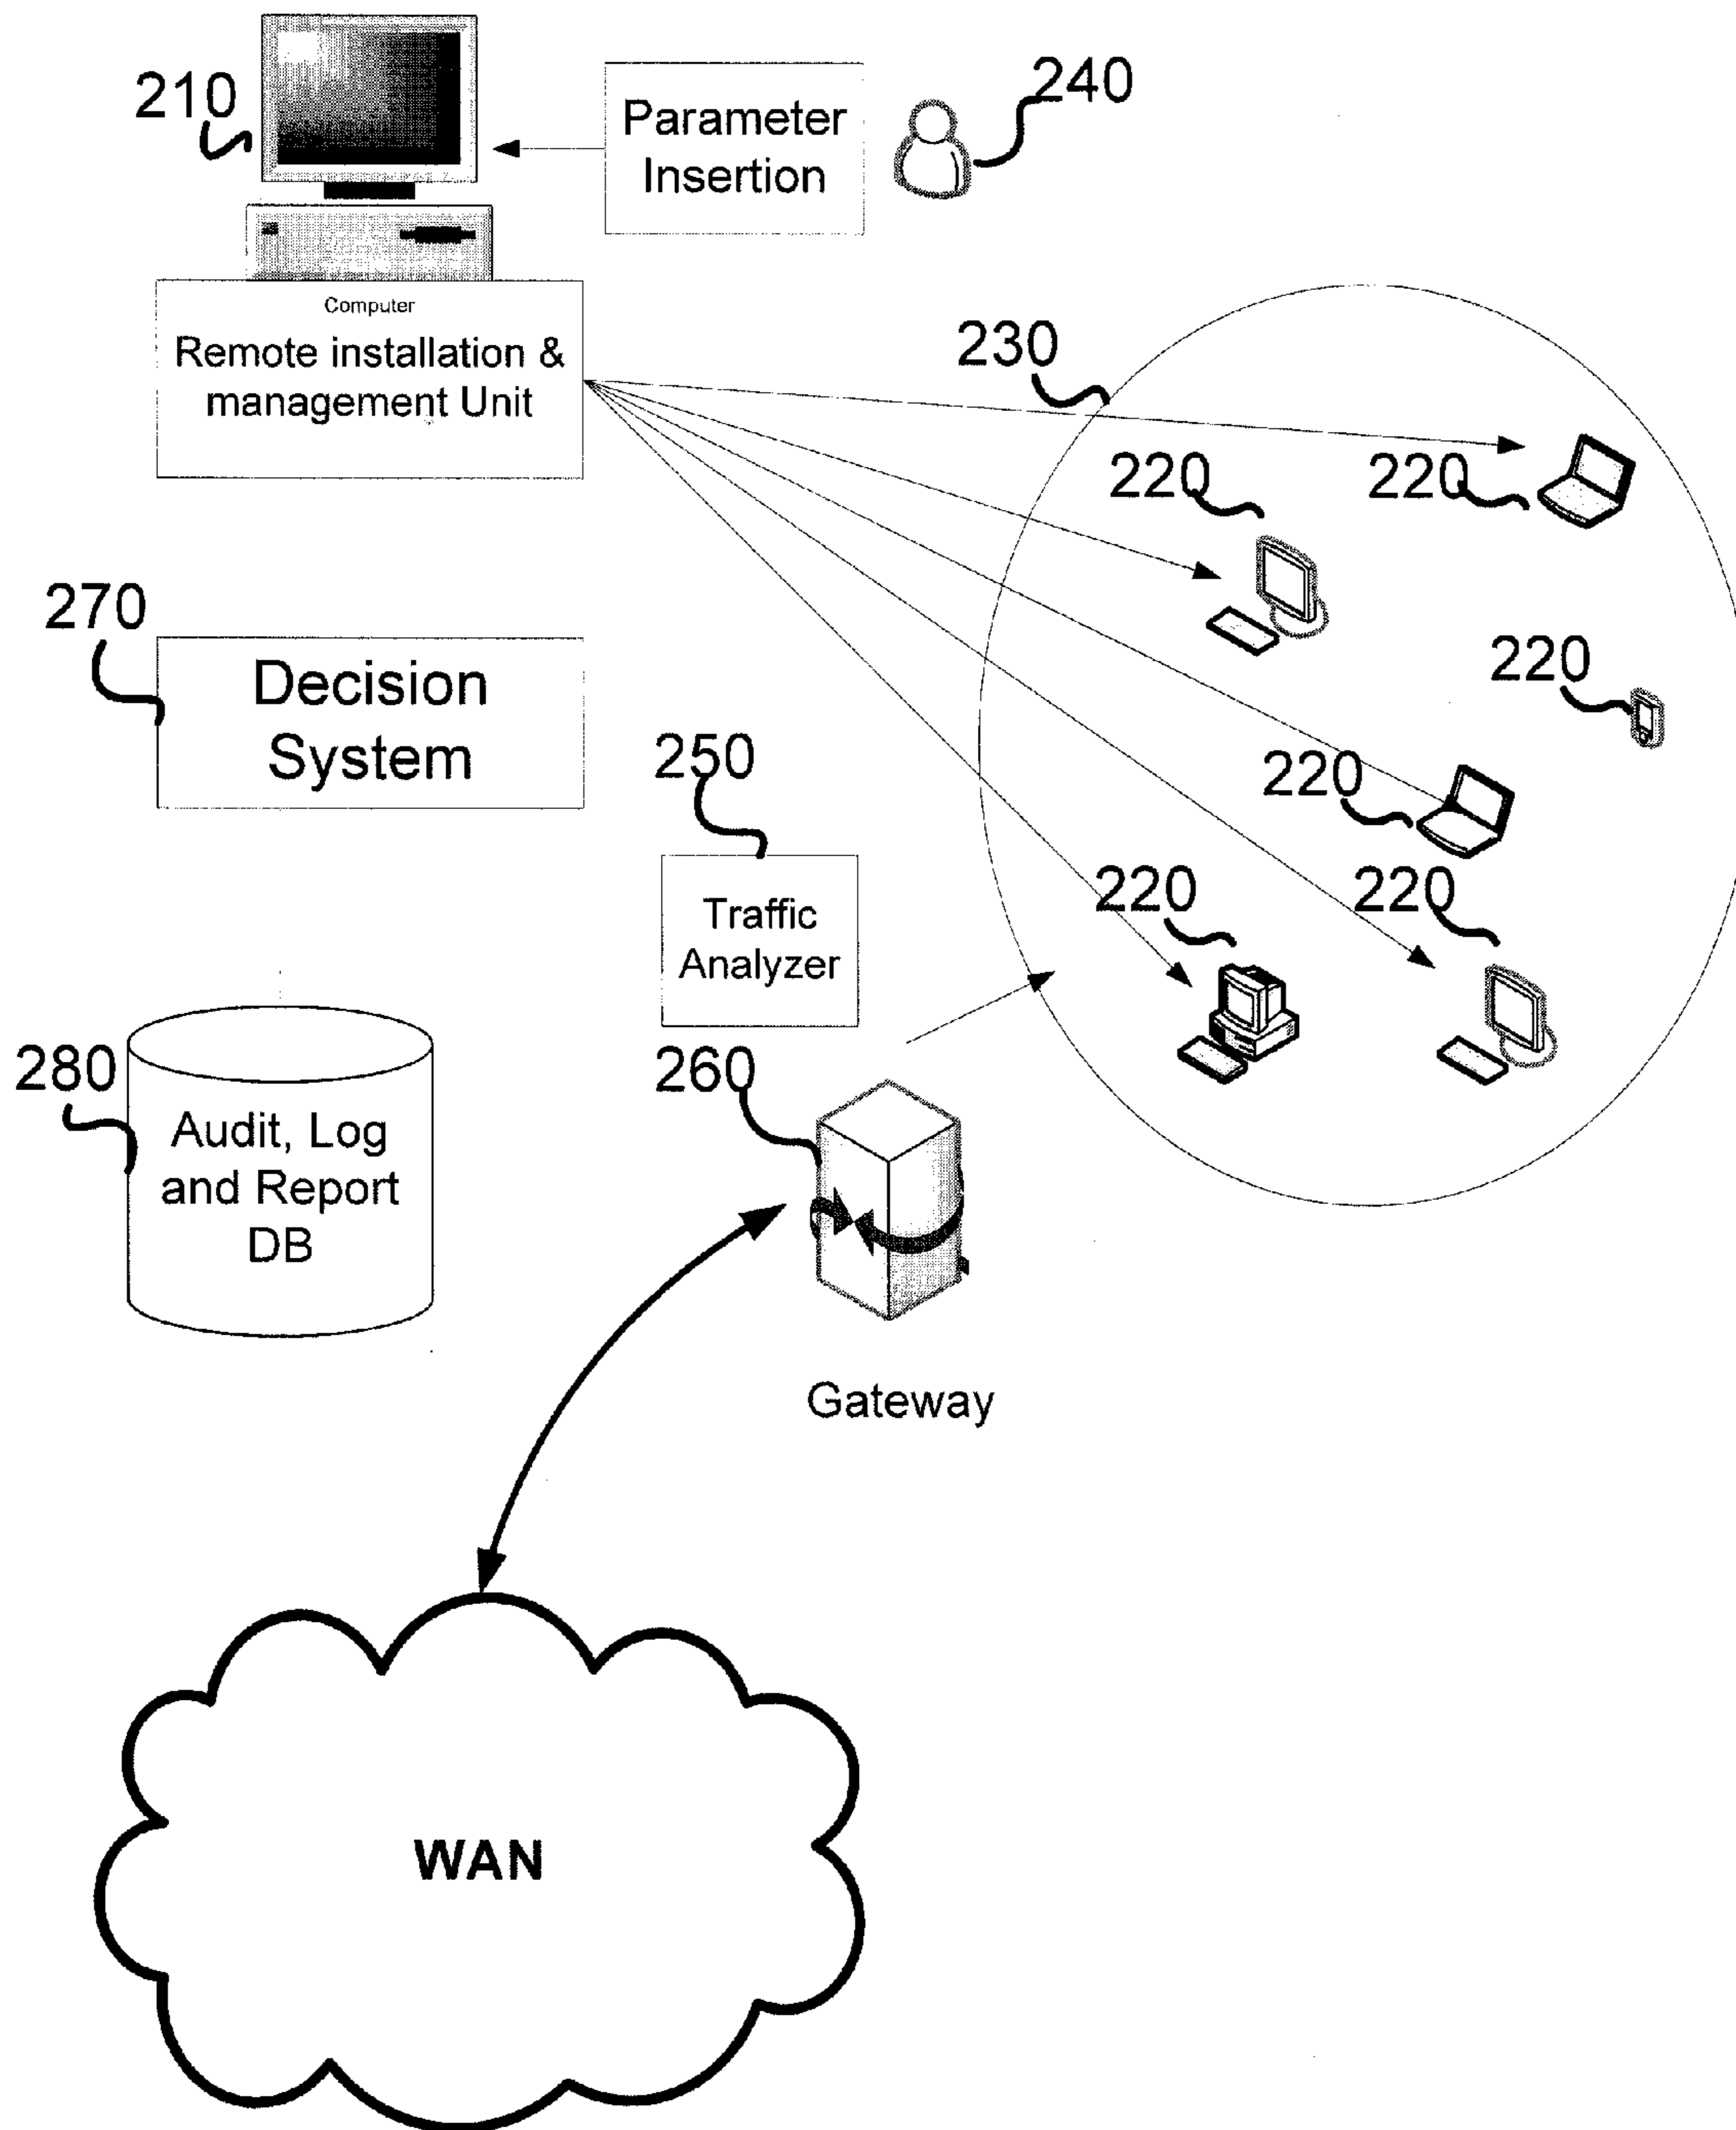 210
Parameter
Insertion
240
Computer
Remote installation &
management Unit
230
220
220
270
Decision
System
220
250
220
Traffic
Analyzer
220
220
280
Audit, Log
and Report
DB
260
Gateway
WAN